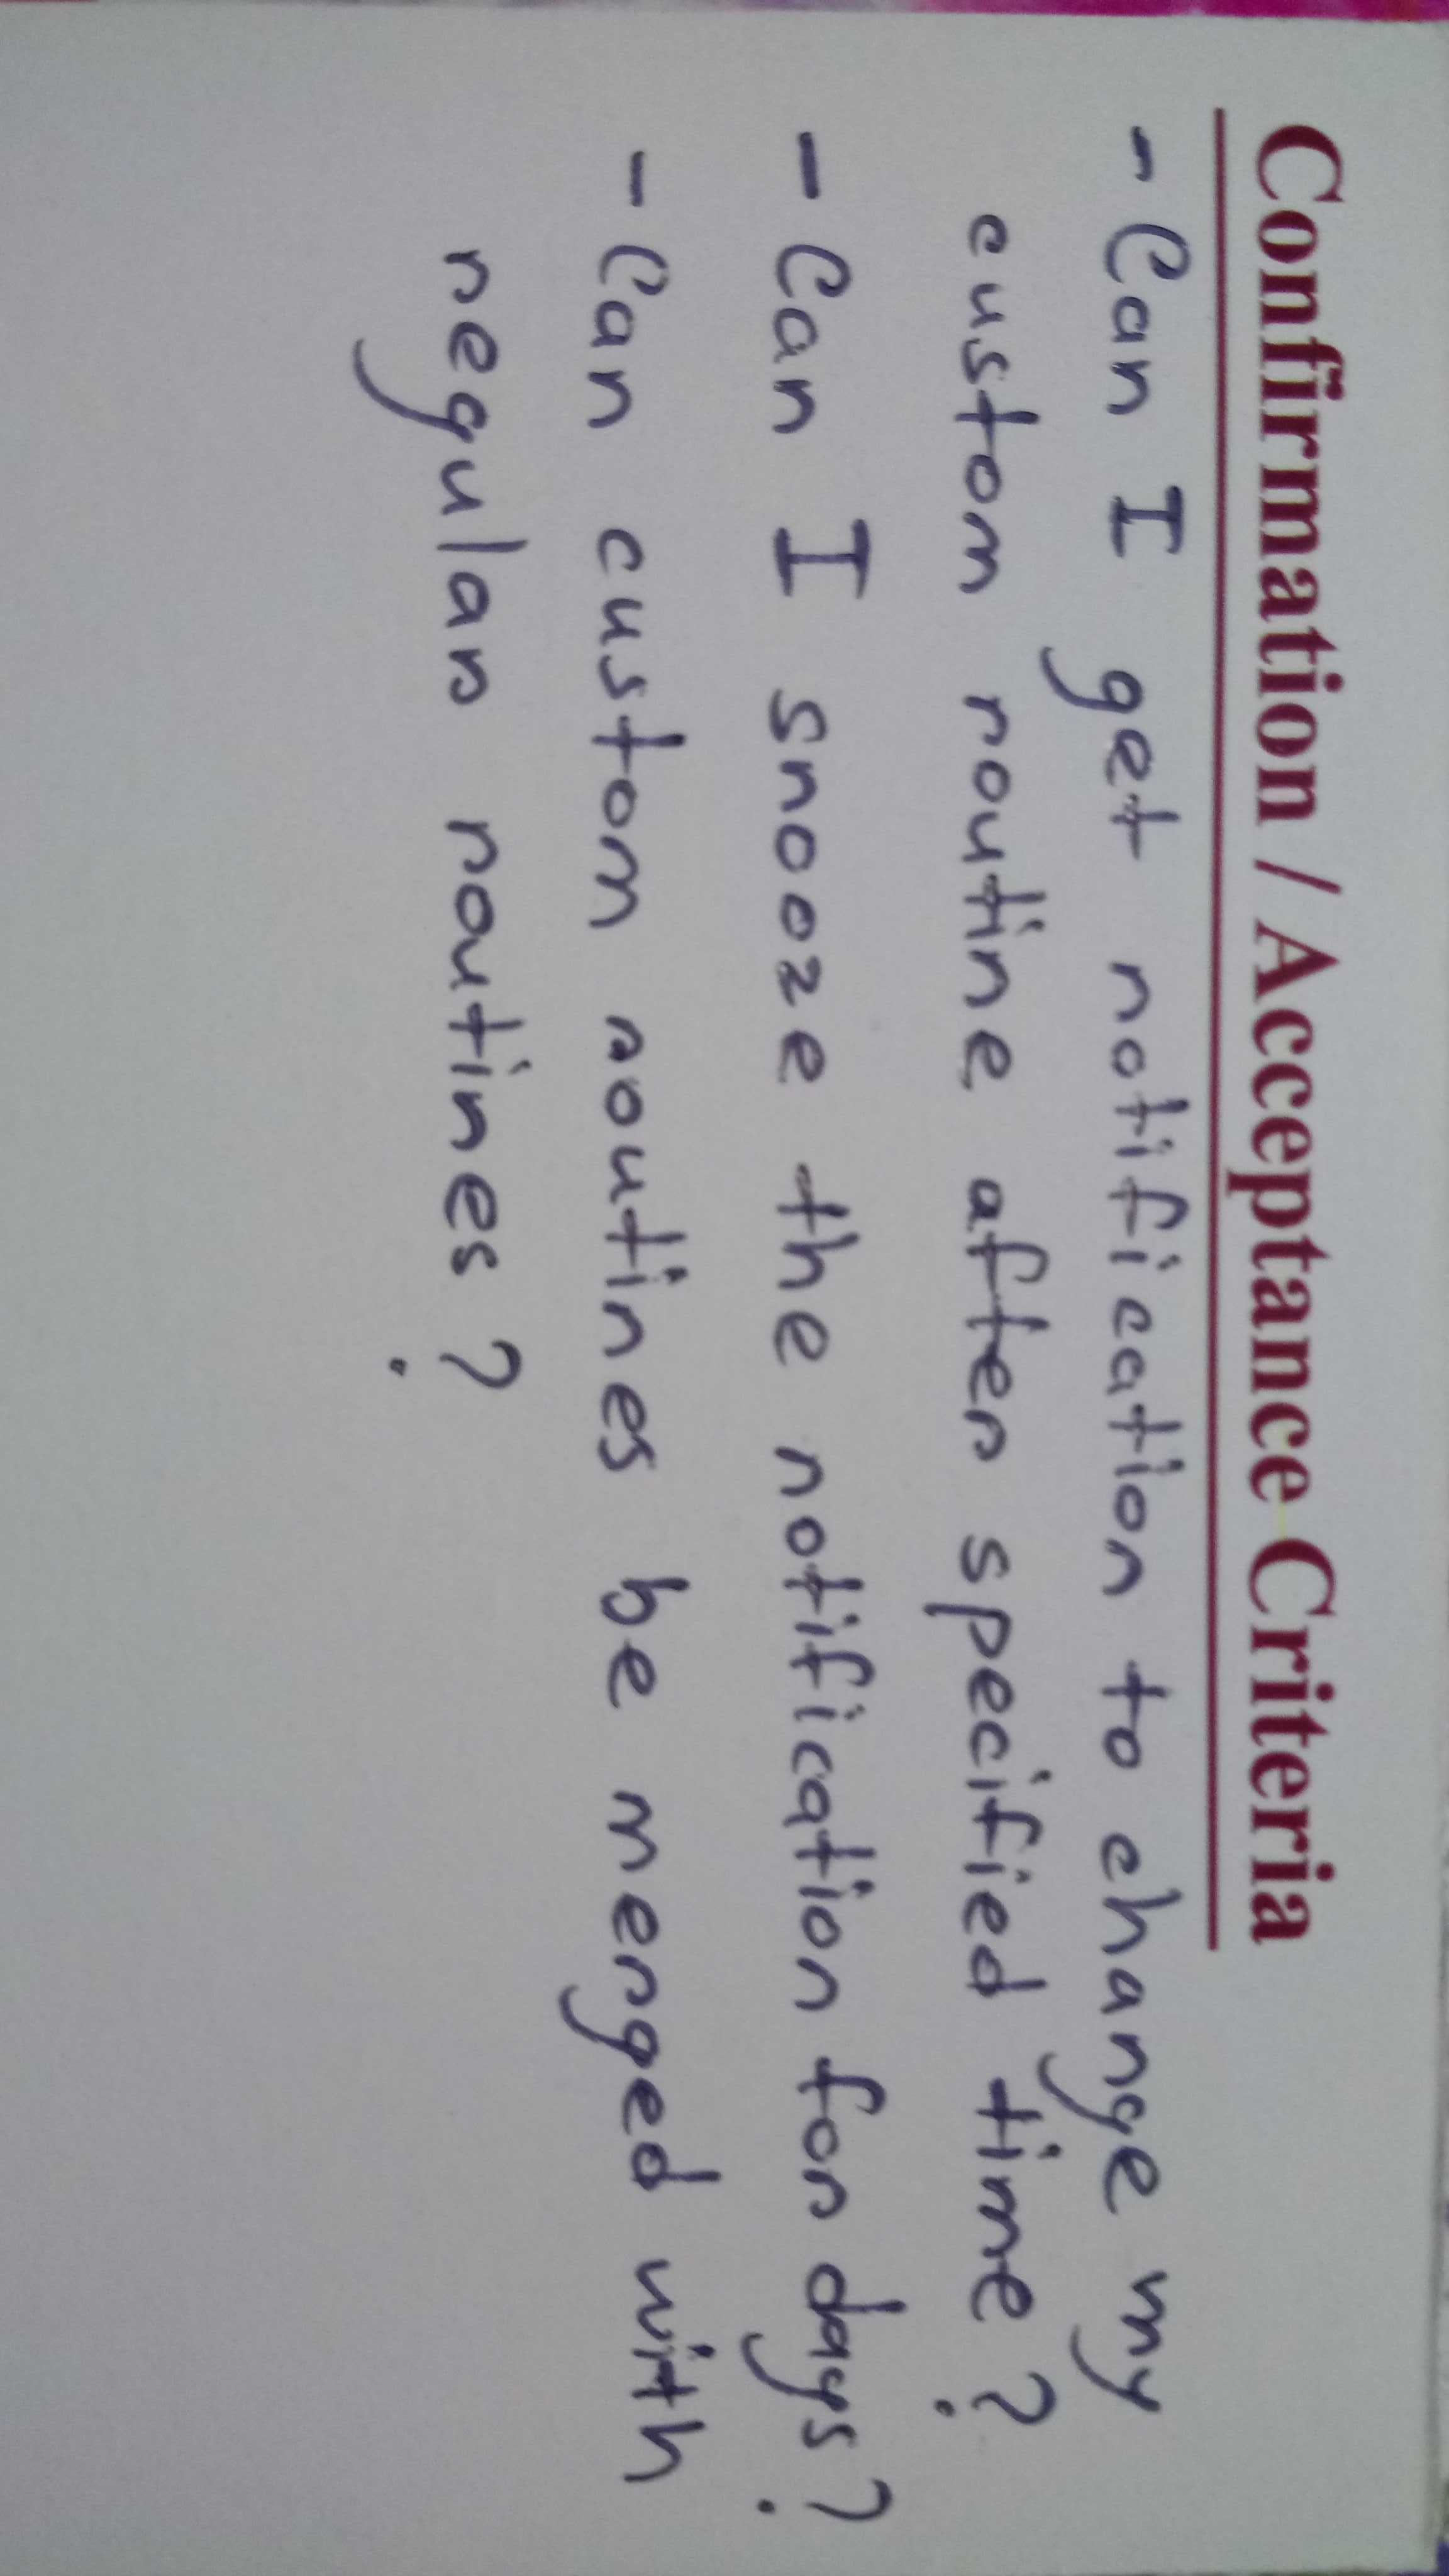 Confirmation / Acceptance Criteria
- Can I get notification to change my
custom routine after specified time?
- Can I snooze the notification for days?
- Can custom routines be merged with
regular routines?